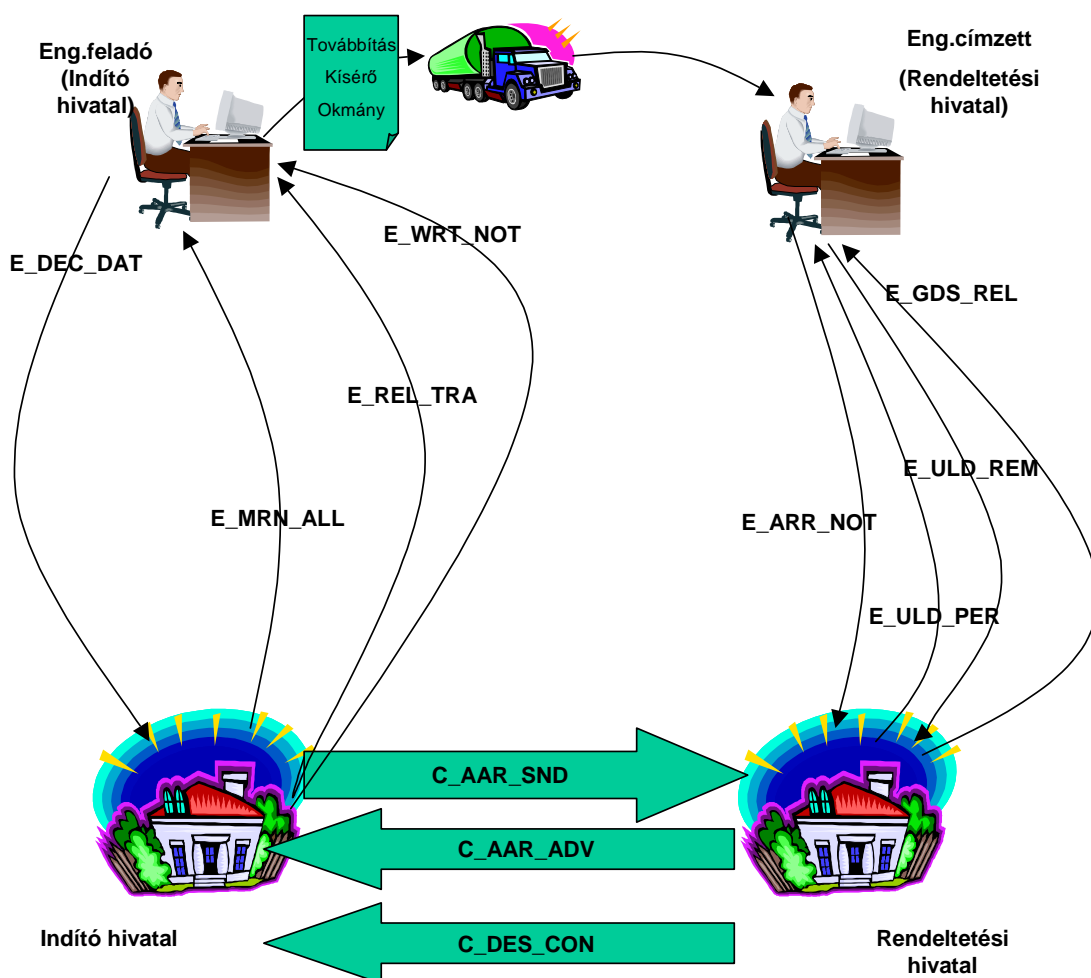 Eng.feladó
(Indító
hivatal)
Továbbítás
Kísérő
Okmány
Eng.címzett
(Rendeltetési
hivatal)
E_DEC_DAT
E_WRT_NOT
E_GDS_REL
E_REL_TRA
E_ULD_REM
E_MRN_ALL
E_ARR_NOT
E_ULD_PER
C_AAR_SND
C_AAR_ADV
C_DES_CON
Indító hivatal
Rendeltetési
hivatal